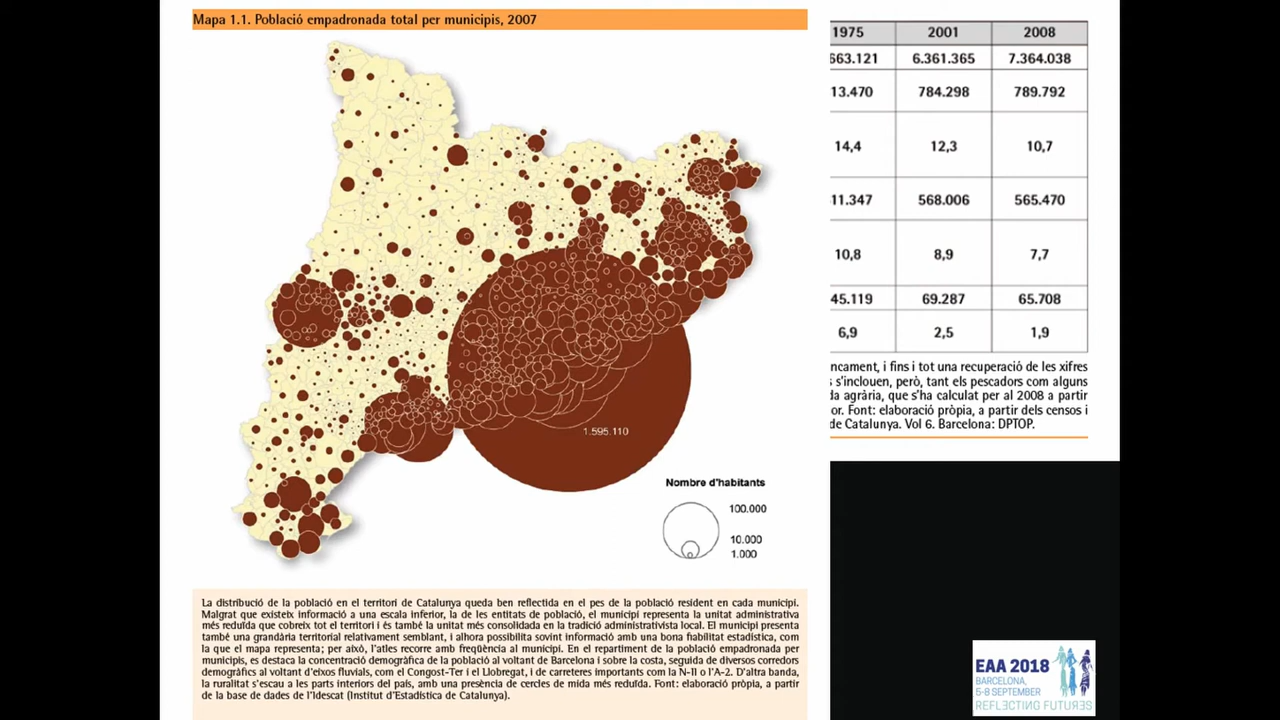 Mapa 1.1. Població empadronada total per municipis, 2007
1.595.110
Nombre d'habitants
100.000
10.000
1.000
La distribució de la població en el territori de Catalunya queda ben reflectida en el pes de la població resident en cada municipi.
Malgrat que existeix informació a una escala inferior, la de les entitats de població, el municipi representa la unitat administrativa
més reduïda que cobreix tot el territori i és també la unitat més consolidada en la tradició administrativista local. El municipi presenta
també una grandària territorial relativament semblant, i alhora possibilita sovint informació amb una bona fiabilitat estadística, com
la que el mapa representa; per això, l'atles recorre amb freqüència al municipi. En el repartiment de la població empadronada per
municipis, es destaca la concentració demogràfica de la població al voltant de Barcelona i sobre la costa, seguida de diversos corredors
demogràfics al voltant d'eixos fluvials, com el Congost-Ter i el Llobregat, i de carreteres importants com la N-II o l'A-2. D'altra banda,
la ruralitat s'escau a les parts interiors del país, amb una presència de cercles de mida més reduïda. Font: elaboració pròpia, a partir
de la base de dades de l'Idescat (Institut d'Estadística de Catalunya).
1975 2001 2008
663.121 6.361.365 7.364.038
13.470 784.298 789.792
14,4 12,3 10,7
11.347 568.006 565.470
10,8 8,9 7,7
45.119 69.287 65.708
6,9 2,5 1,9
ncament, i fins i tot una recuperació de les xifres
s s'inclouen, però, tant els pescadors com alguns
da agrària, que s'ha calculat per al 2008 a partir
or. Font: elaboració pròpia, a partir dels censos i
de Catalunya. Vol 6. Barcelona: DPTOP.
EAA 2018
BARCELONA,
5-8 SEPTEMBER
REFLECTING FUTURES